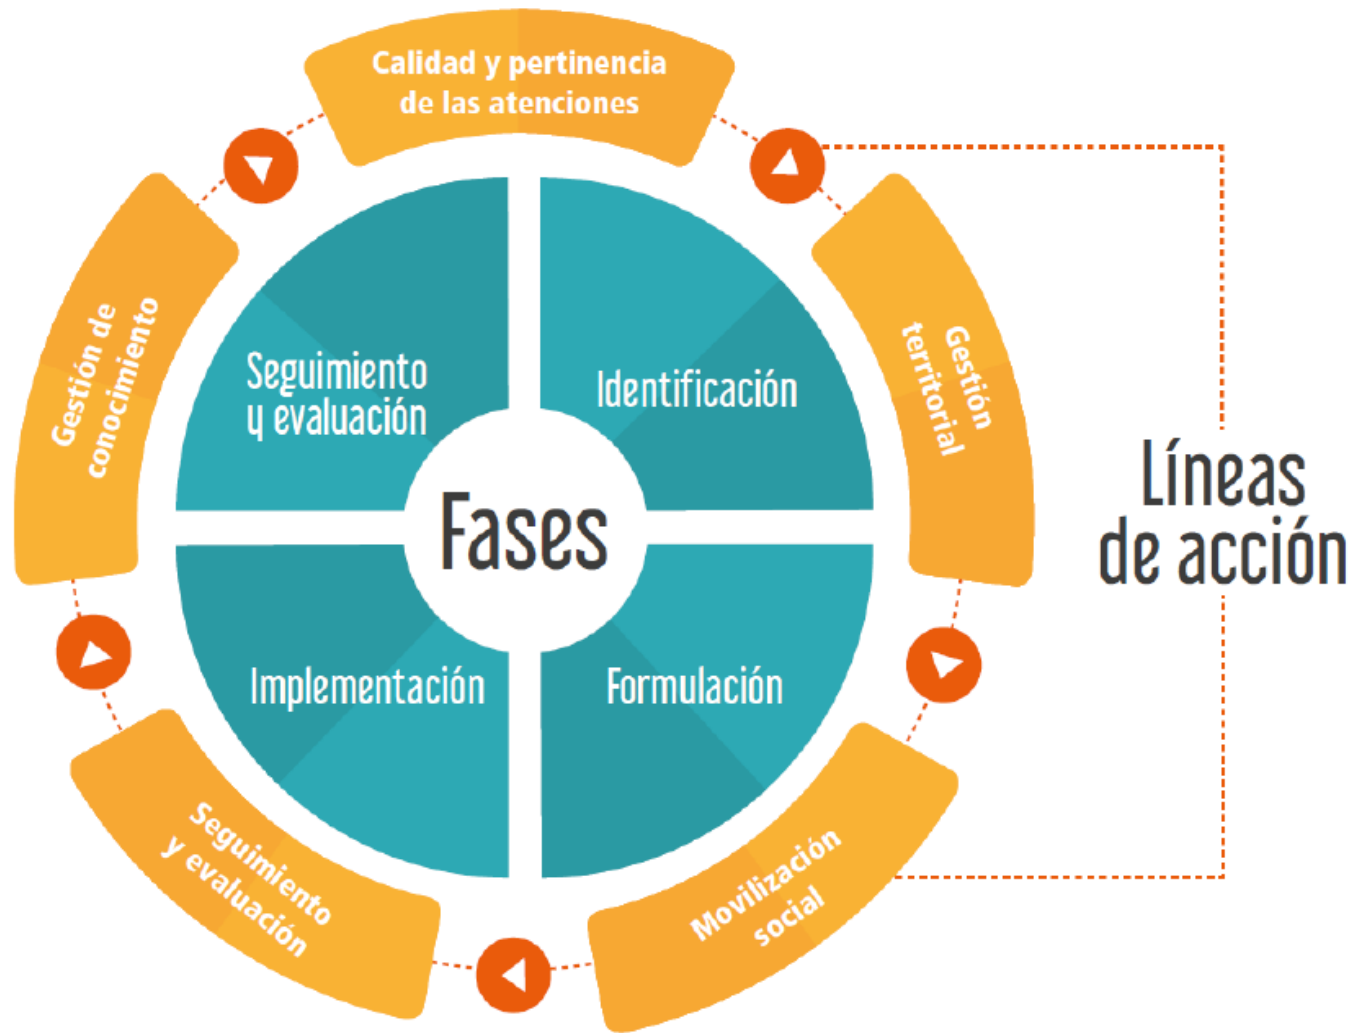 Calidad y pertinencia
de las atenciones
Gestión
territorial
Movilización
social
Seguimiento
y evaluación
Gestión de
conocimiento
Seguimiento
y evaluación
Identificación
Implementación
Formulación
Fases
Líneas
de acción